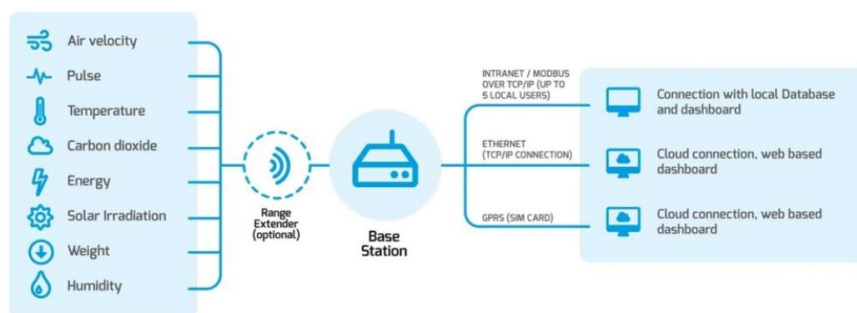 Air velocity
Pulse
Temperature
Carbon dioxide
Energy
Solar Irradiation
Weight
Humidity
Range
Extender
(optional)
Base
Station
INTRANET / MODBUS
OVER TCP/IP (UP TO
5 LOCAL USERS)
ETHERNET
(TCP/IP CONNECTION)
GPRS (SIM CARD)
Connection with local Database
and dashboard
Cloud connection, web based
dashboard
Cloud connection, web based
dashboard